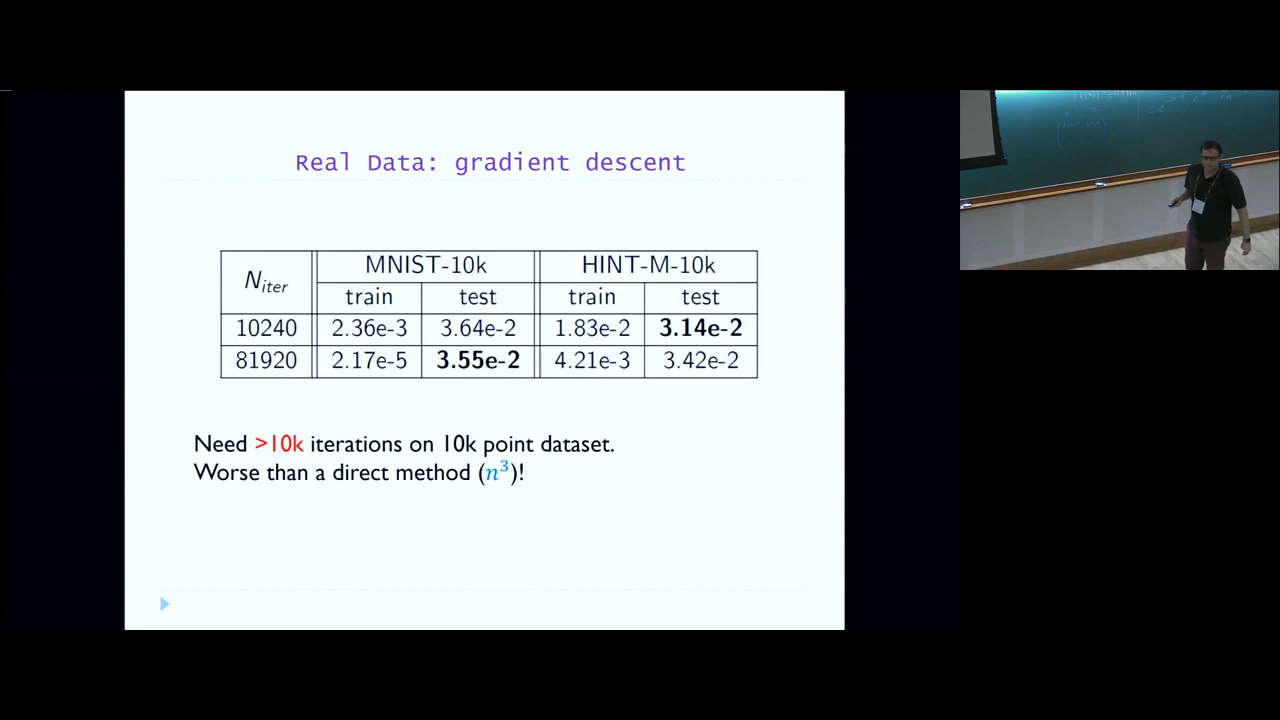 Real Data: gradient descent
N_iter MNIST-10k HINT-M-10k
train test train test
10240 2.36e-3 3.64e-2 1.83e-2 3.14e-2
81920 2.17e-5 3.55e-2 4.21e-3 3.42e-2
Need >10k iterations on 10k point dataset.
Worse than a direct method (n³)!